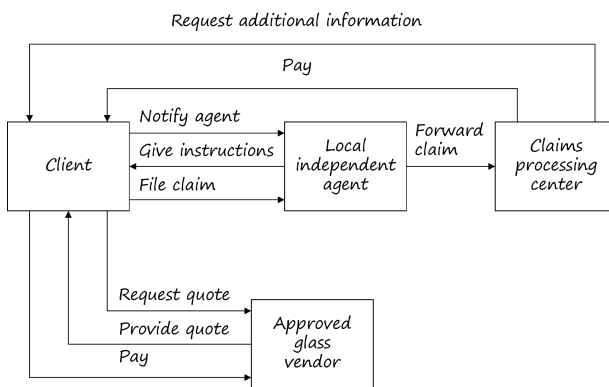 Request additional information
Pay
Notify agent
Client
Give instructions
File claim
Local
independent
agent
Forward
claim
Claims
processing
center
Request quote
Provide quote
Pay
Approved
glass
vendor